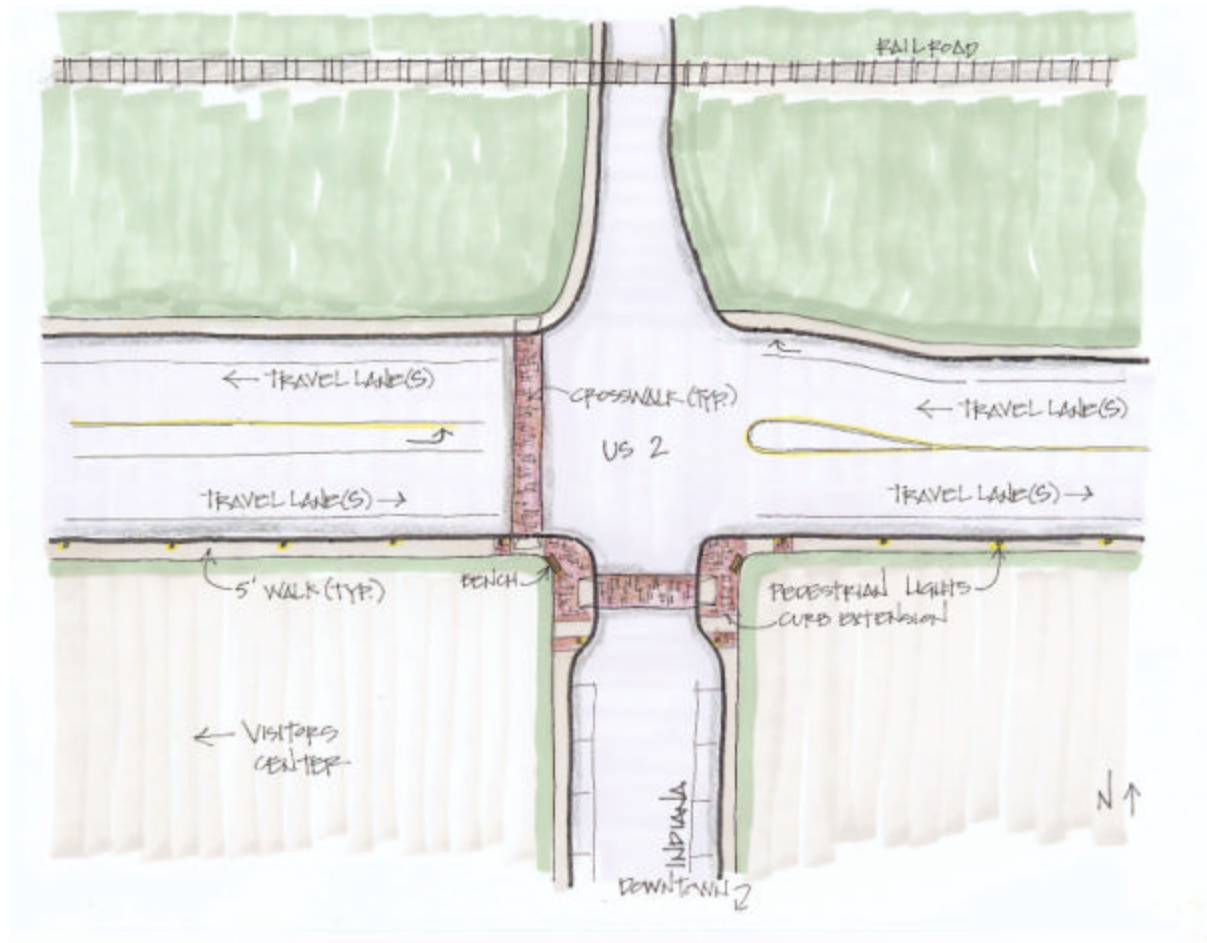 RAILROAD
← TRAVEL LANE(S)
CROSSWALK (TYP.)
← TRAVEL LANE(S)
US 2
TRAVEL LANE(S) →
TRAVEL LANE(S) →
BENCH
5' WALK (TYP.)
PEDESTRIAN LIGHTS
CURB EXTENSION
← VISITORS
CENTER
N ↑
INDIANA
DOWNTOWN